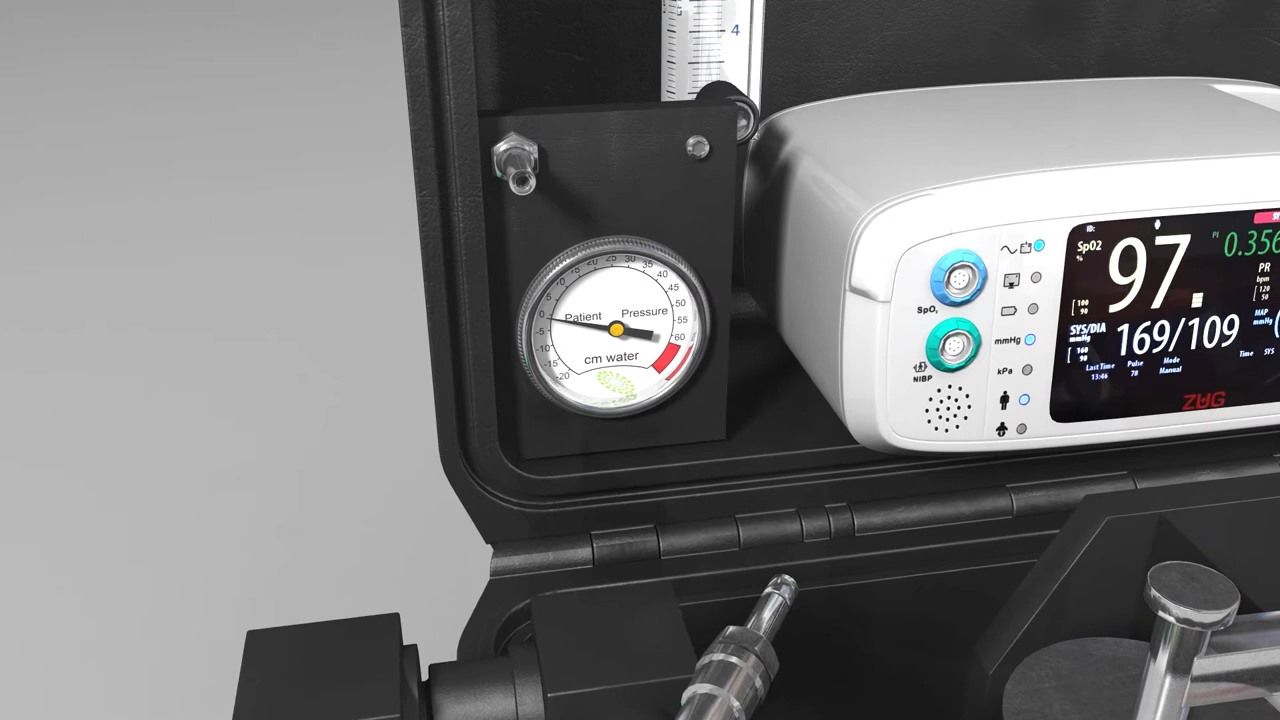 4
-20
-15
-10
-5
0
5
10
15
20
25
30
35
40
45
50
55
60
Patient Pressure
cm water
SpO₂
NIBP
mmHg
kPa
ID:
SpO2
%
97.
PI
0.356
100
90
PR
bpm
120
50
SYS/DIA
mmHg
169/109
MAP
mmHg
160
90
Last Time
13:46
Pulse
78
Mode
Manual
Time
SYS
ZUG